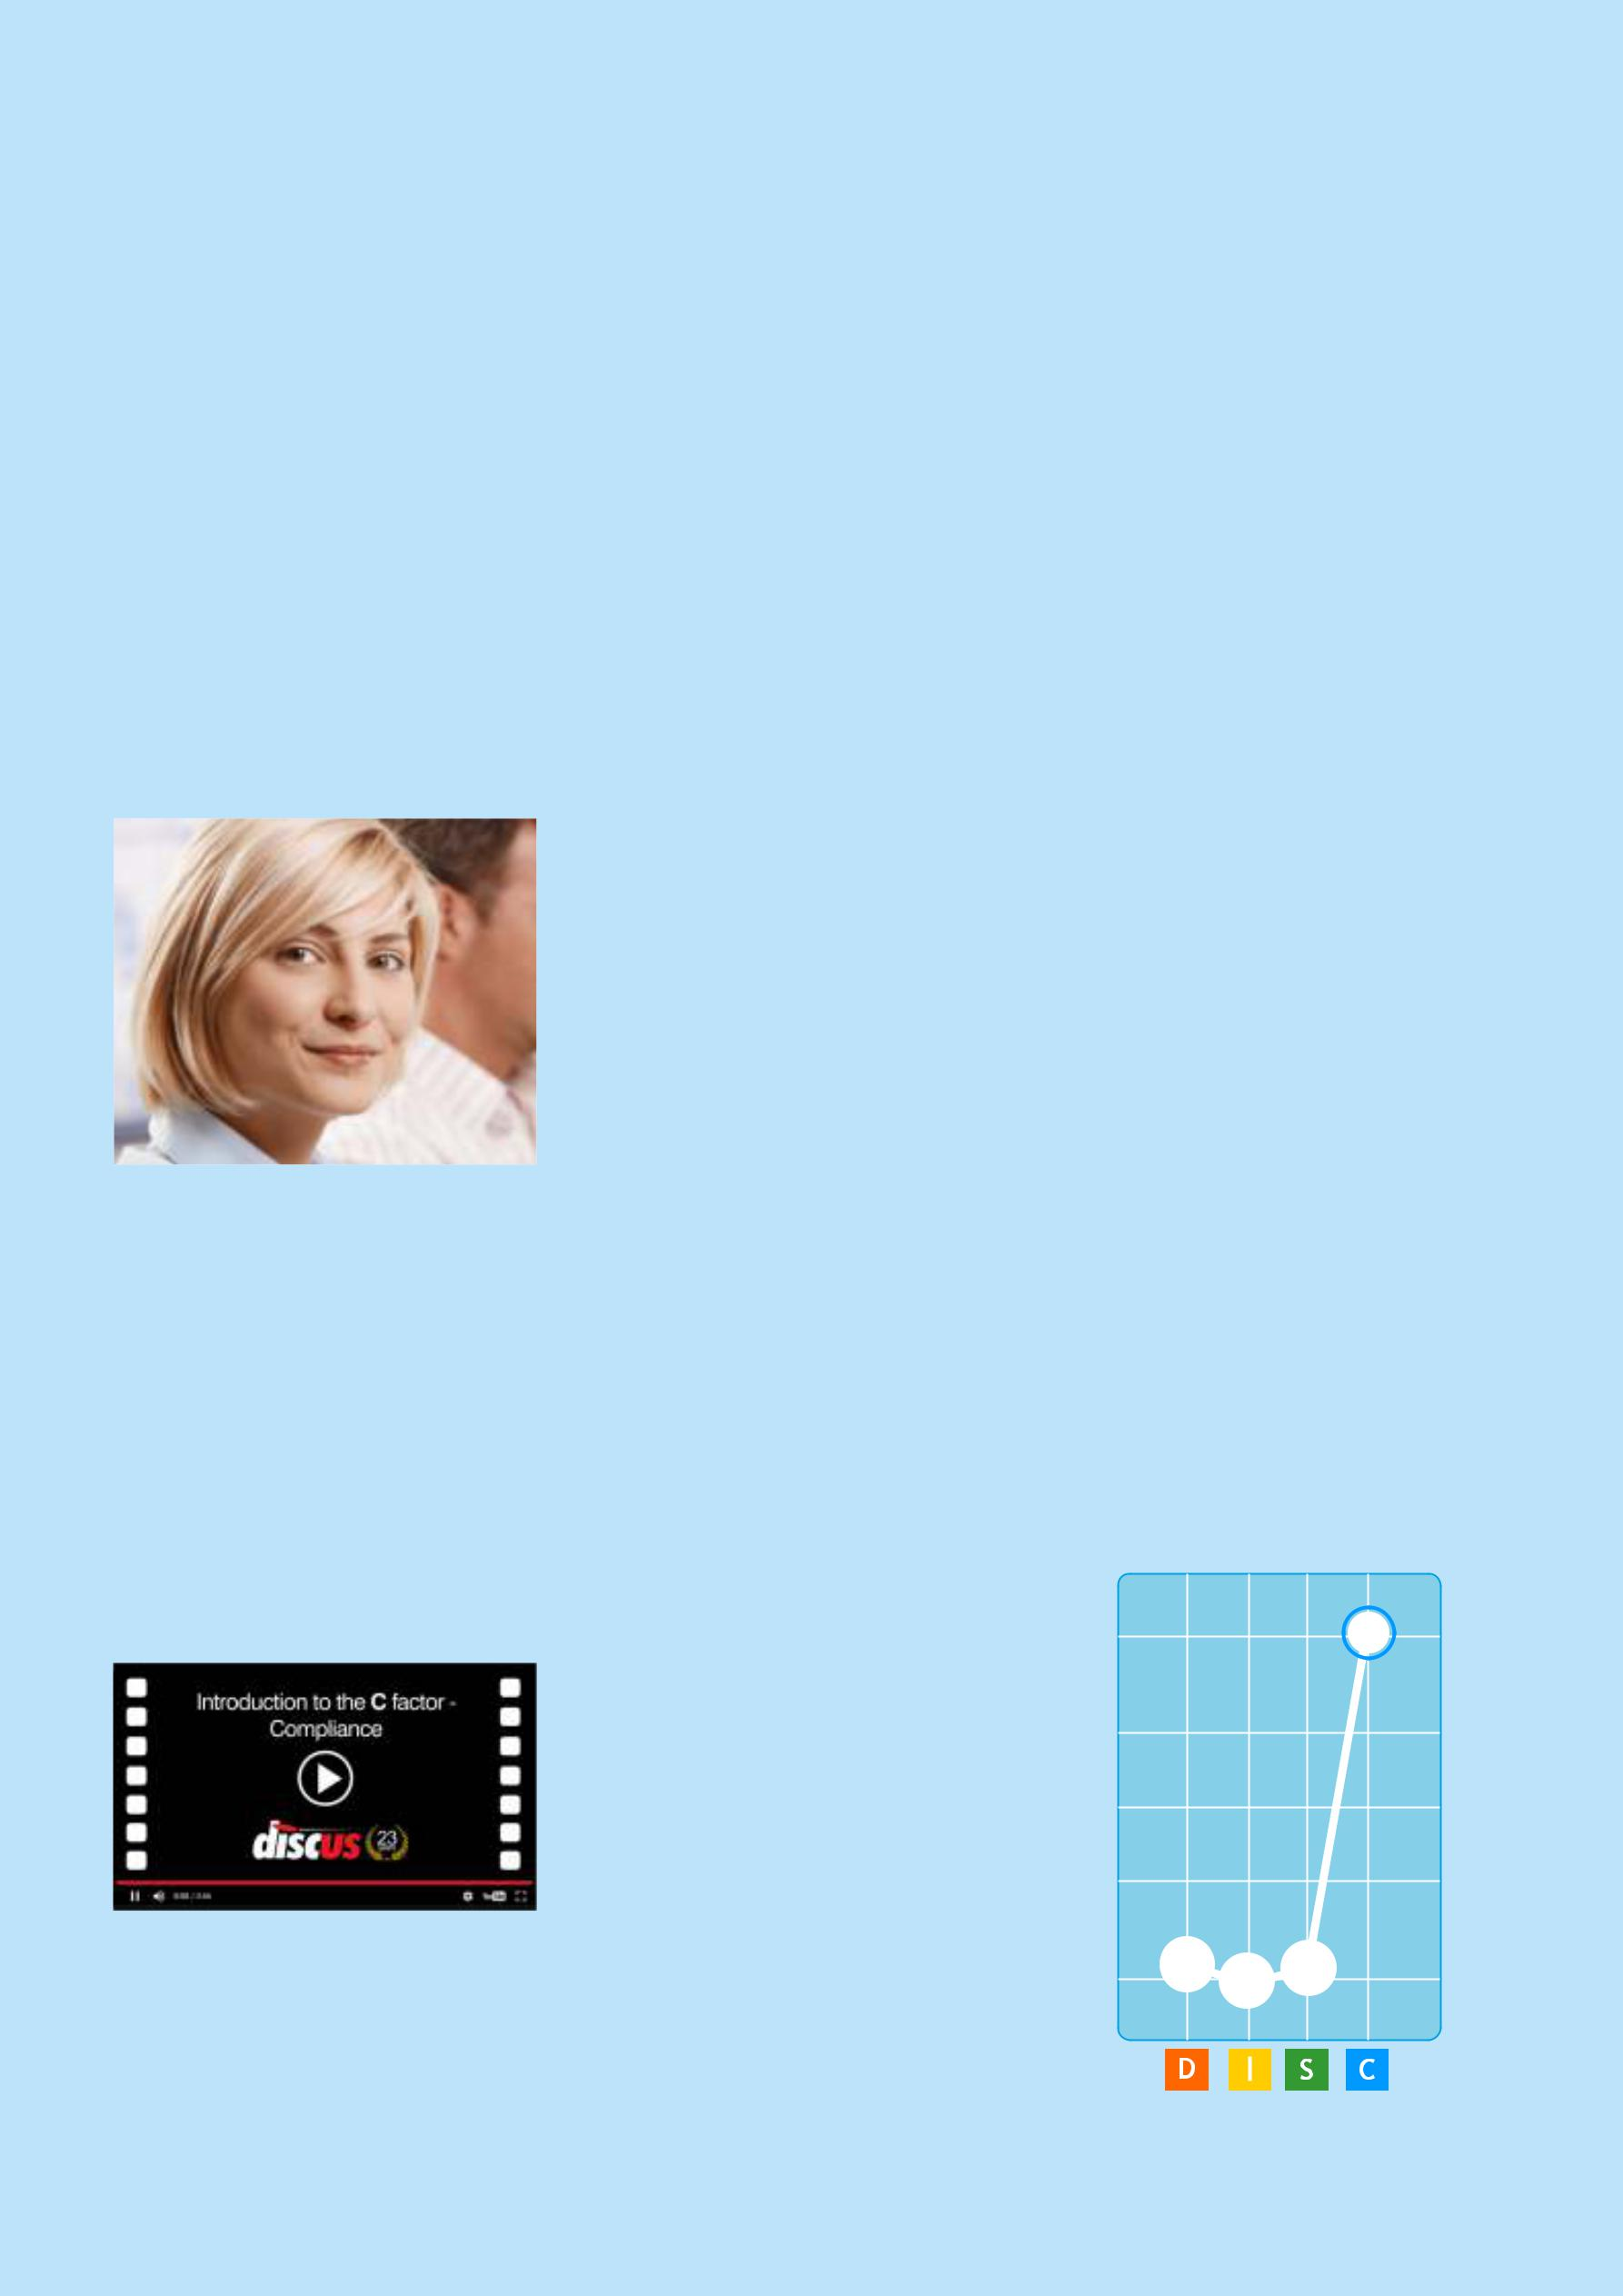 Introduction to the C factor -
Compliance
discus 23
D I S C